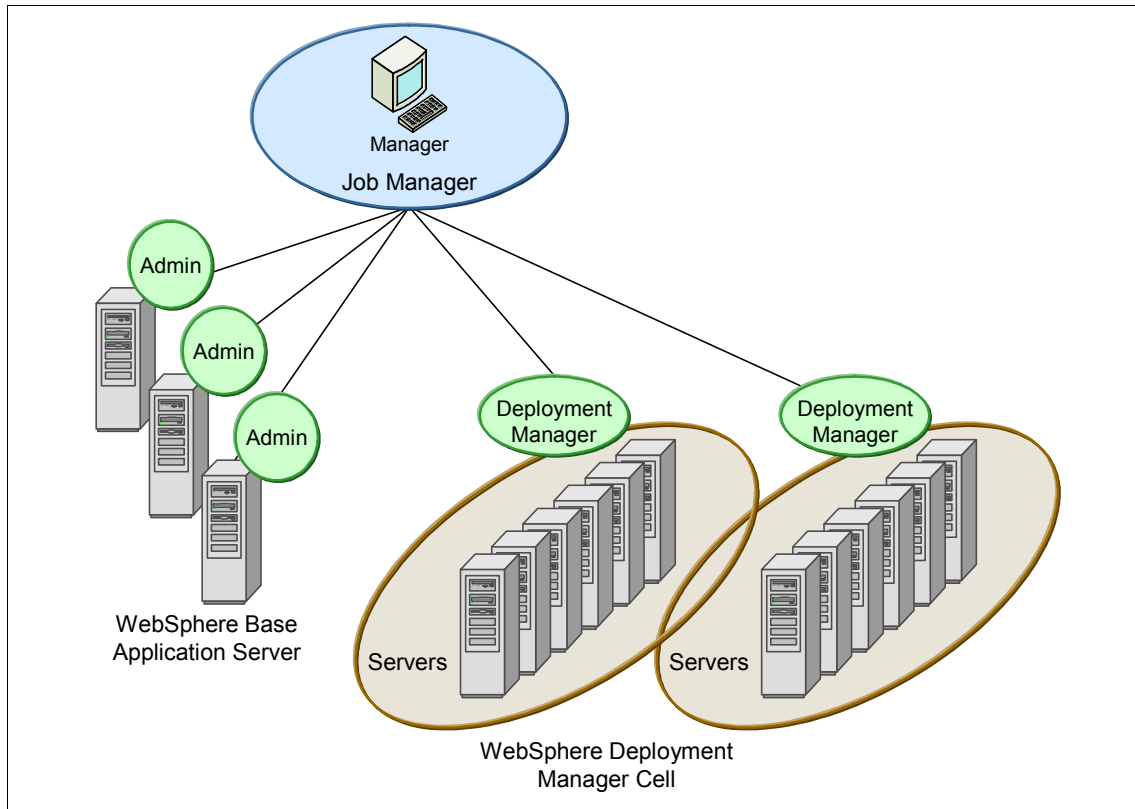 Manager
Job Manager
Admin
Admin
Admin
Deployment
Manager
Deployment
Manager
WebSphere Base
Application Server
Servers
Servers
WebSphere Deployment
Manager Cell